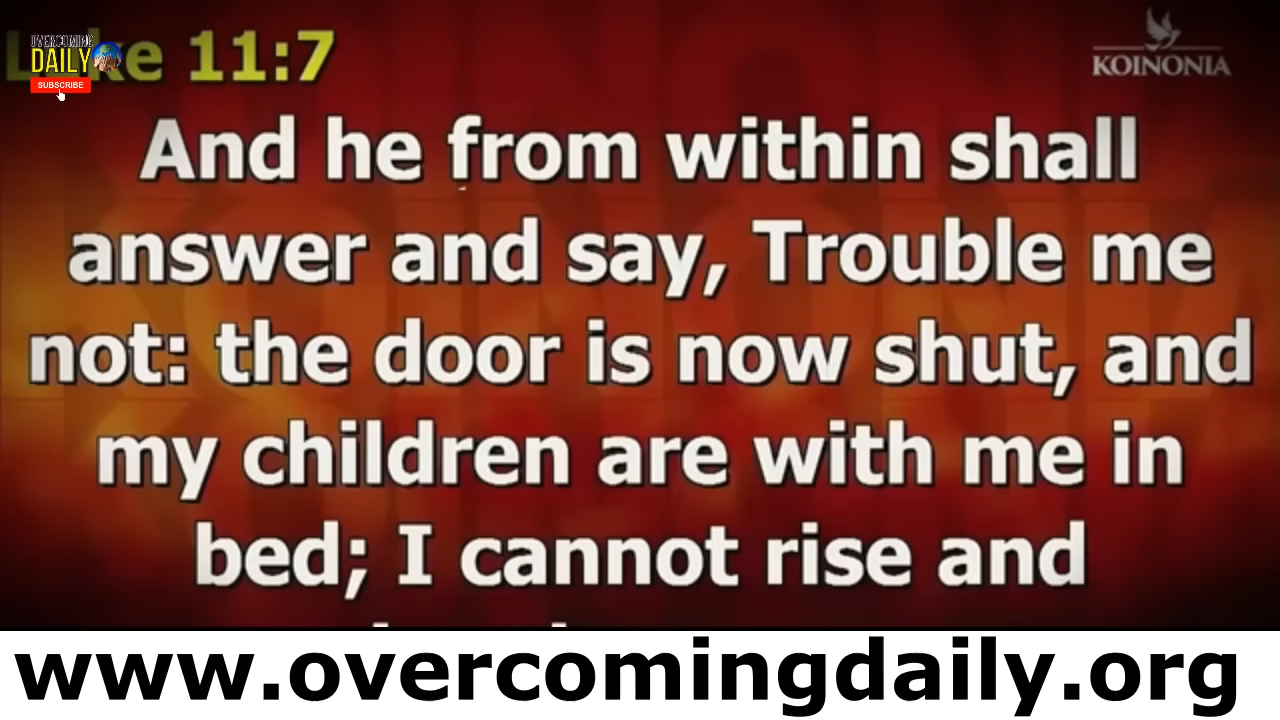 Luke 11:7
OVERCOMING
DAILY
SUBSCRIBE
KOINONIA
And he from within shall
answer and say, Trouble me
not: the door is now shut, and
my children are with me in
bed; I cannot rise and
www.overcomingdaily.org